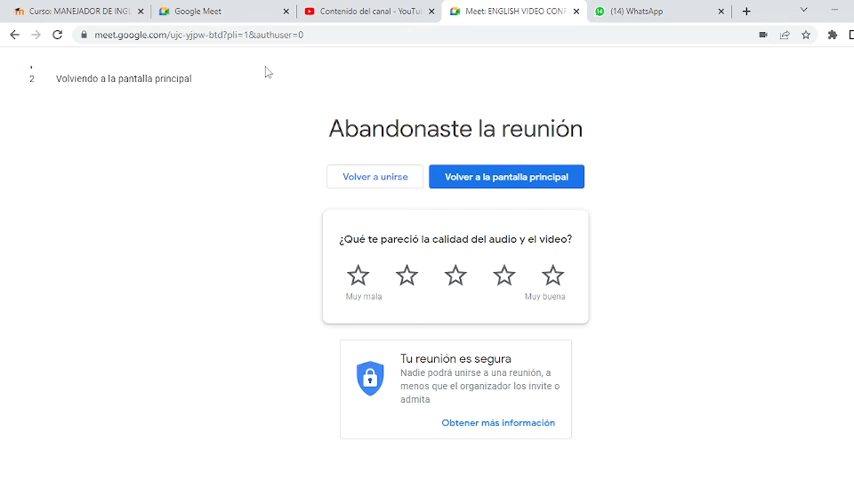 Curso: MANEJADOR DE INGL
Google Meet
Contenido del canal - YouTu
Meet: ENGLISH VIDEO CONF
(14) WhatsApp
meet.google.com/ujc-yjpw-btd?pli=1&authuser=0
2 Volviendo a la pantalla principal
Abandonaste la reunión
Volver a unirse
Volver a la pantalla principal
¿Qué te pareció la calidad del audio y el video?
Muy mala
Muy buena
Tu reunión es segura
Nadie podrá unirse a una reunión, a
menos que el organizador los invite o
admita
Obtener más información